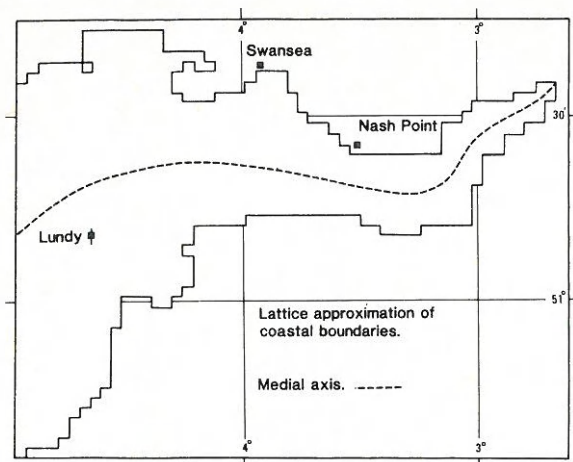 4° 3°
Swansea
30'
Nash Point
Lundy
51°
Lattice approximation of
coastal boundaries.
Medial axis.
4° 3°